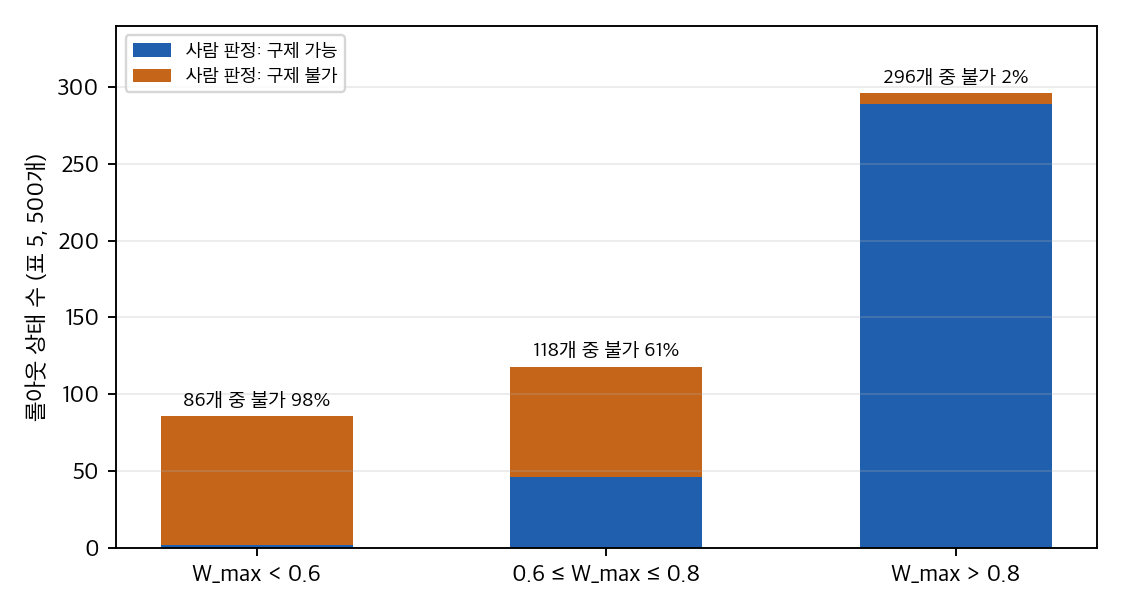 사람 판정: 구제 가능
사람 판정: 구제 불가
롤아웃 상태 수 (표 5, 500개)
300
250
200
150
100
50
0
86개 중 불가 98%
118개 중 불가 61%
296개 중 불가 2%
W_max < 0.6
0.6 ≤ W_max ≤ 0.8
W_max > 0.8